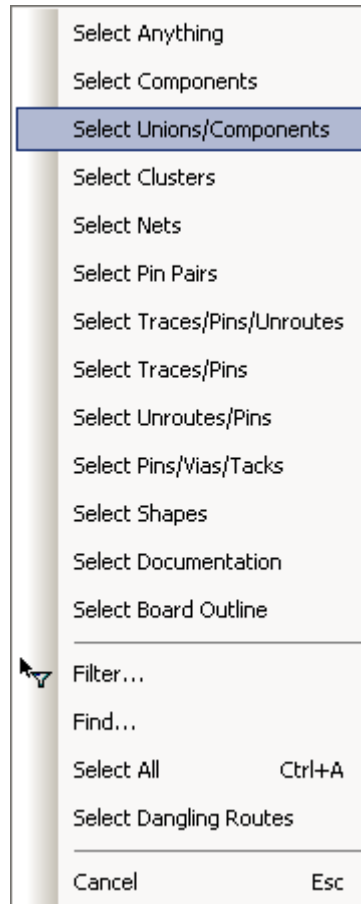 Select Anything
Select Components
Select Unions/Components
Select Clusters
Select Nets
Select Pin Pairs
Select Traces/Pins/Unroutes
Select Traces/Pins
Select Unroutes/Pins
Select Pins/Vias/Tacks
Select Shapes
Select Documentation
Select Board Outline
Filter...
Find...
Select All Ctrl+A
Select Dangling Routes
Cancel Esc